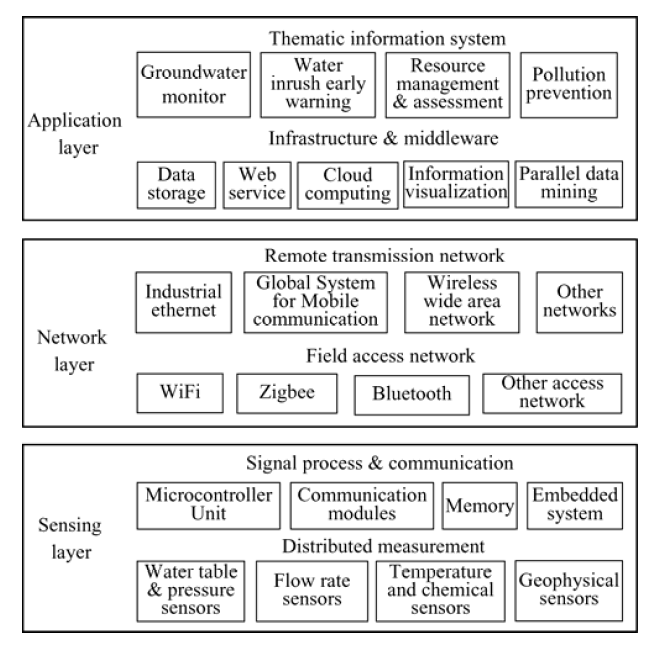 Thematic information system
Groundwater
monitor
Water
inrush early
warning
Resource
management
& assessment
Pollution
prevention
Application
layer
Infrastructure & middleware
Data
storage
Web
service
Cloud
computing
Information
visualization
Parallel data
mining
Remote transmission network
Industrial
ethernet
Global System
for Mobile
communication
Wireless
wide area
network
Other
networks
Network
layer
Field access network
WiFi
Zigbee
Bluetooth
Other access
network
Signal process & communication
Microcontroller
Unit
Communication
modules
Memory
Embedded
system
Sensing
layer
Distributed measurement
Water table
& pressure
sensors
Flow rate
sensors
Temperature
and chemical
sensors
Geophysical
sensors